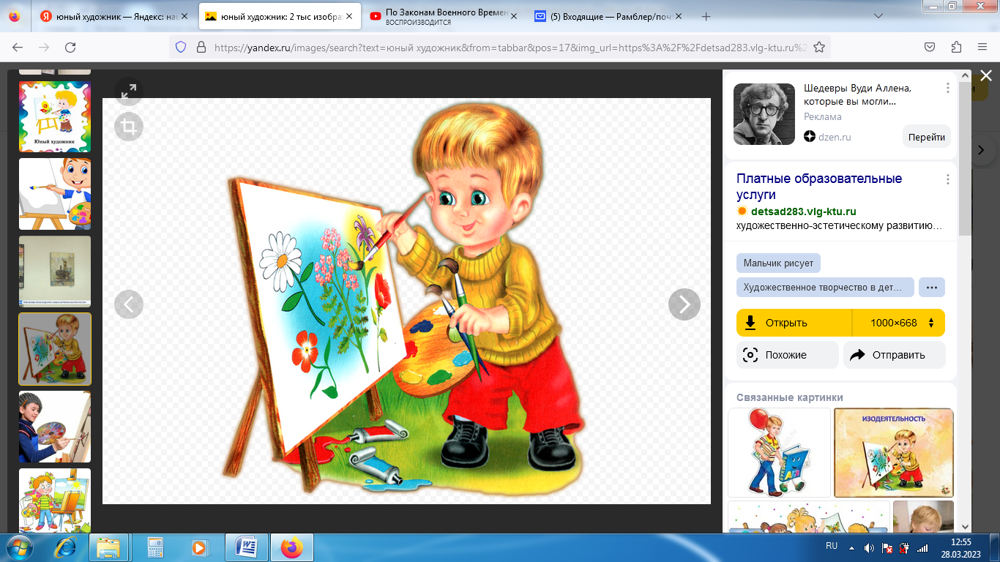 юный художник — Яндекс: на
юный художник: 2 тыс изобра
По Законам Военного Времен
ВОСПРОИЗВОДИТСЯ
(5) Входящие — Рамблер/почт
https://yandex.ru/images/search?text=юный художник&from=tabbar&pos=17&img_url=https%3A%2F%2Fdetsad283.vlg-ktu.ru%2
Юный художник
Шедевры Вуди Аллена,
которые вы могли...
Реклама
dzen.ru
Перейти
Платные образовательные
услуги
detsad283.vlg-ktu.ru
художественно-эстетическому развитию...
Мальчик рисует
Художественное творчество в дет...
Открыть
1000×668
Похожие
Отправить
Связанные картинки
ИЗОДЕЯТЕЛЬНОСТЬ
RU
12:55
28.03.2023